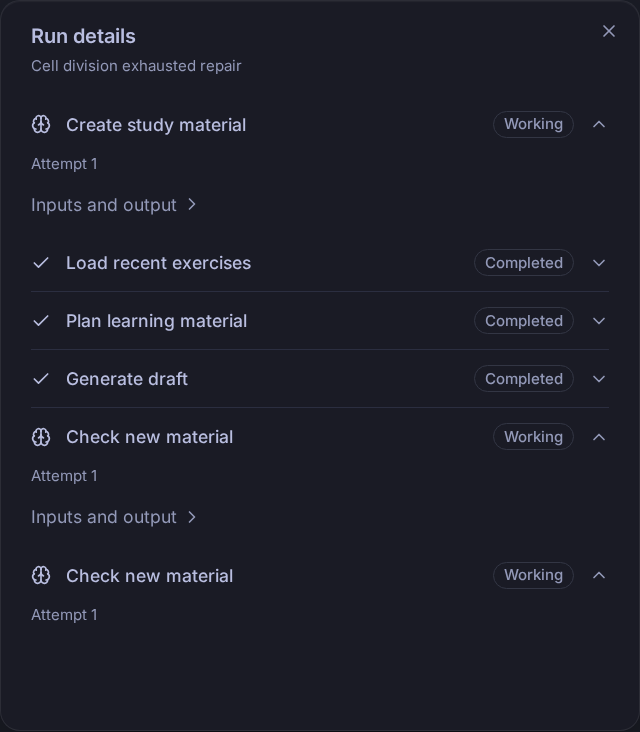 Run details
Cell division exhausted repair
Create study material Working
Attempt 1
Inputs and output
Load recent exercises Completed
Plan learning material Completed
Generate draft Completed
Check new material Working
Attempt 1
Inputs and output
Check new material Working
Attempt 1